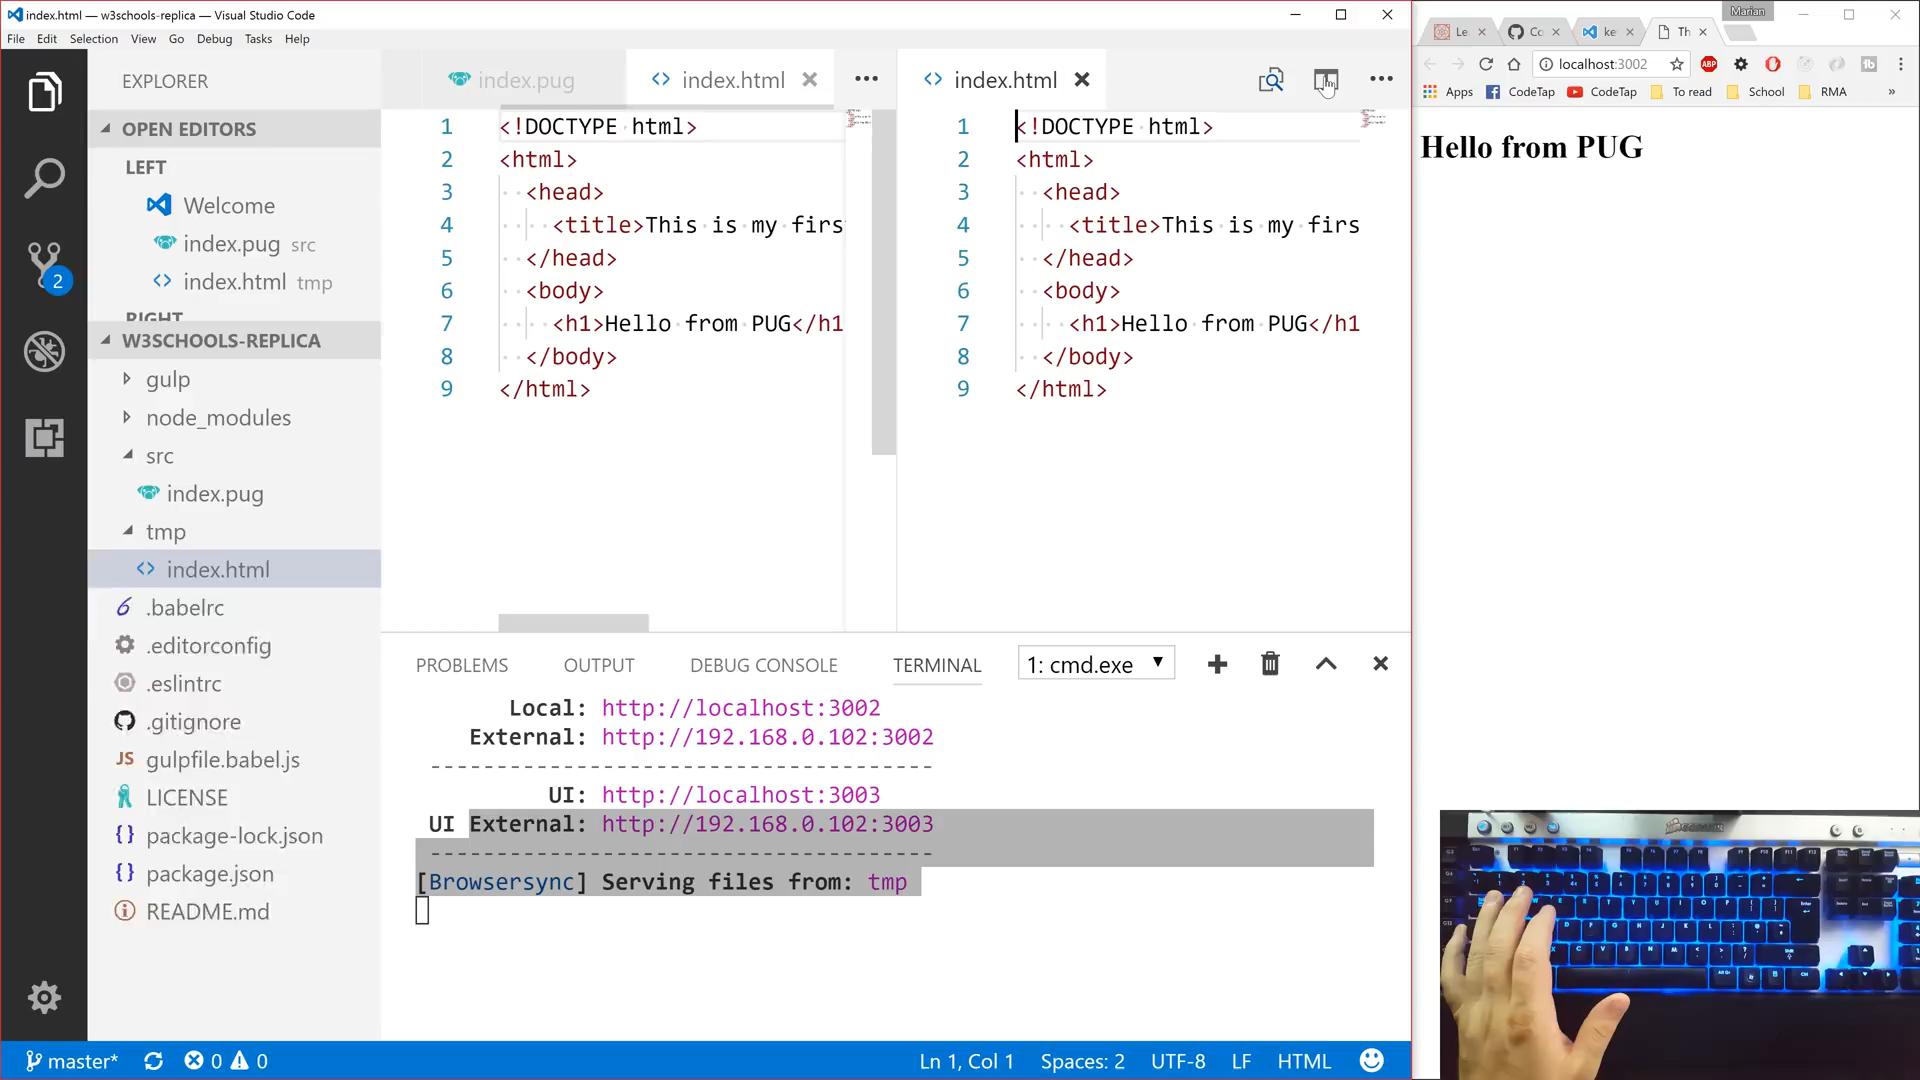 index.html — w3schools-replica — Visual Studio Code
File Edit Selection View Go Debug Tasks Help
EXPLORER
OPEN EDITORS
LEFT
Welcome
index.pug src
index.html tmp
RIGHT
W3SCHOOLS-REPLICA
gulp
node_modules
src
index.pug
tmp
index.html
.babelrc
.editorconfig
.eslintrc
.gitignore
JS gulpfile.babel.js
LICENSE
{} package-lock.json
{} package.json
README.md
2
index.pug
<> index.html
1 <!DOCTYPE html>
2 <html>
3 <head>
4 <title>This is my firs
5 </head>
6 <body>
7 <h1>Hello from PUG</h1
8 </body>
9 </html>
<> index.html
1 <!DOCTYPE html>
2 <html>
3 <head>
4 <title>This is my firs
5 </head>
6 <body>
7 <h1>Hello from PUG</h1
8 </body>
9 </html>
PROBLEMS OUTPUT DEBUG CONSOLE TERMINAL 1: cmd.exe
Local: http://localhost:3002
External: http://192.168.0.102:3002
-------------------------------------
UI: http://localhost:3003
UI External: http://192.168.0.102:3003
-------------------------------------
[Browsersync] Serving files from: tmp
master* 0 0 Ln 1, Col 1 Spaces: 2 UTF-8 LF HTML
Marian
Le Co ke Th
localhost:3002 ABP
Apps CodeTap CodeTap To read School RMA »
Hello from PUG